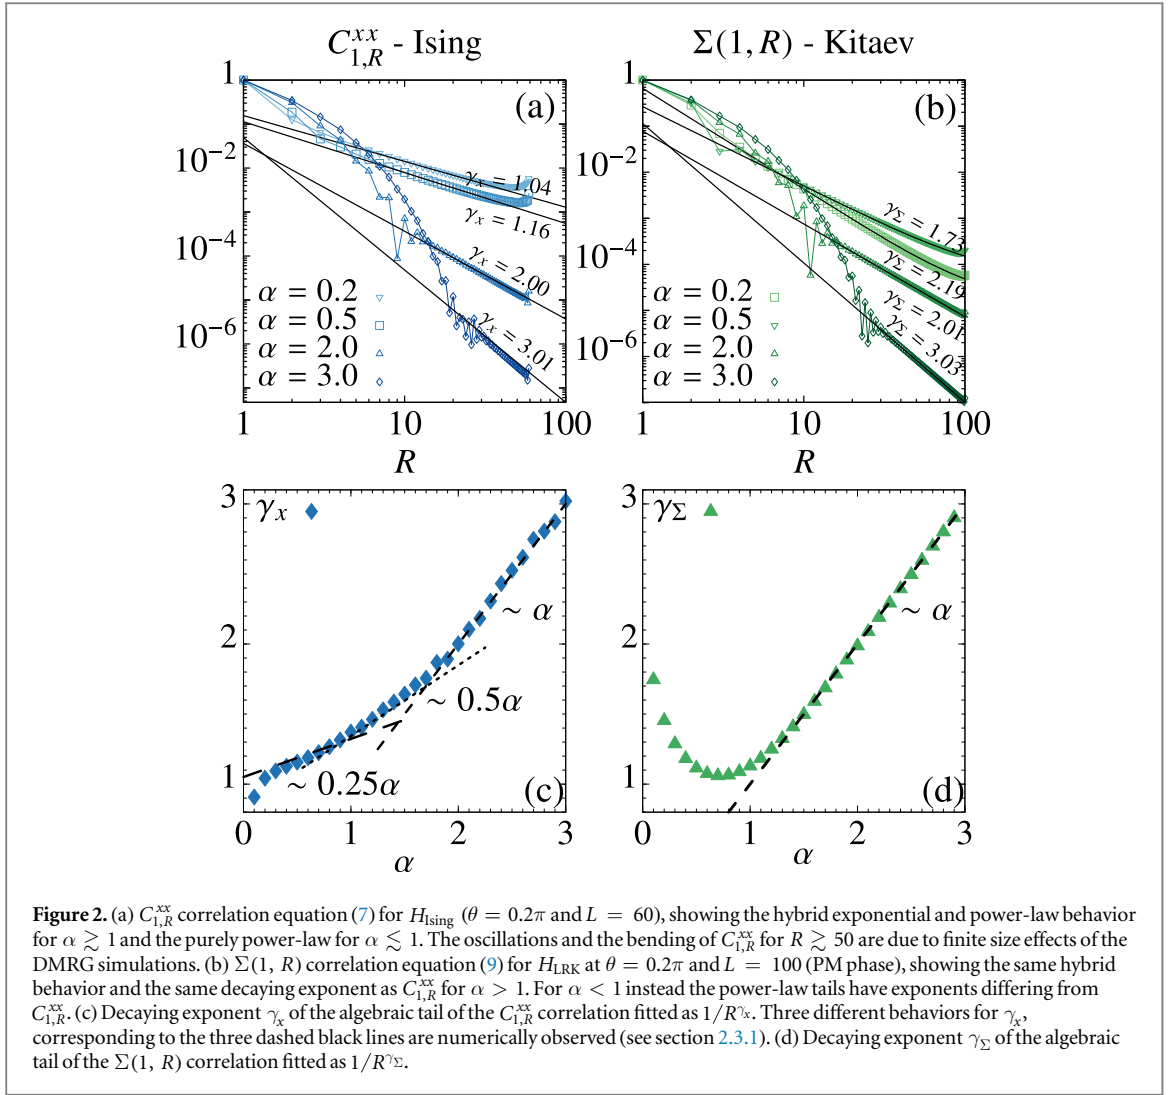 C^{xx}_{1,R} - Ising
Σ(1, R) - Kitaev
1
10^{-2}
10^{-4}
10^{-6}
(a)
γ_x = 1.04
γ_x = 1.16
γ_x = 2.00
γ_x = 3.01
α = 0.2
α = 0.5
α = 2.0
α = 3.0
1 10 100
R
1
10^{-2}
10^{-4}
10^{-6}
(b)
γ_Σ = 1.73
γ_Σ = 2.19
γ_Σ = 2.01
γ_Σ = 3.03
α = 0.2
α = 0.5
α = 2.0
α = 3.0
1 10 100
R
3
2
1
γ_x
~ α
~ 0.5α
~ 0.25α
(c)
0 1 2 3
α
3
2
1
γ_Σ
~ α
(d)
0 1 2 3
α
Figure 2. (a) C^{xx}_{1,R} correlation equation (7) for H_Ising (θ = 0.2π and L = 60), showing the hybrid exponential and power-law behavior
for α ≳ 1 and the purely power-law for α ≲ 1. The oscillations and the bending of C^{xx}_{1,R} for R ≳ 50 are due to finite size effects of the
DMRG simulations. (b) Σ(1, R) correlation equation (9) for H_LRK at θ = 0.2π and L = 100 (PM phase), showing the same hybrid
behavior and the same decaying exponent as C^{xx}_{1,R} for α > 1. For α < 1 instead the power-law tails have exponents differing from
C^{xx}_{1,R}. (c) Decaying exponent γ_x of the algebraic tail of the C^{xx}_{1,R} correlation fitted as 1/R^{γ_x}. Three different behaviors for γ_x,
corresponding to the three dashed black lines are numerically observed (see section 2.3.1). (d) Decaying exponent γ_Σ of the algebraic
tail of the Σ(1, R) correlation fitted as 1/R^{γ_Σ}.